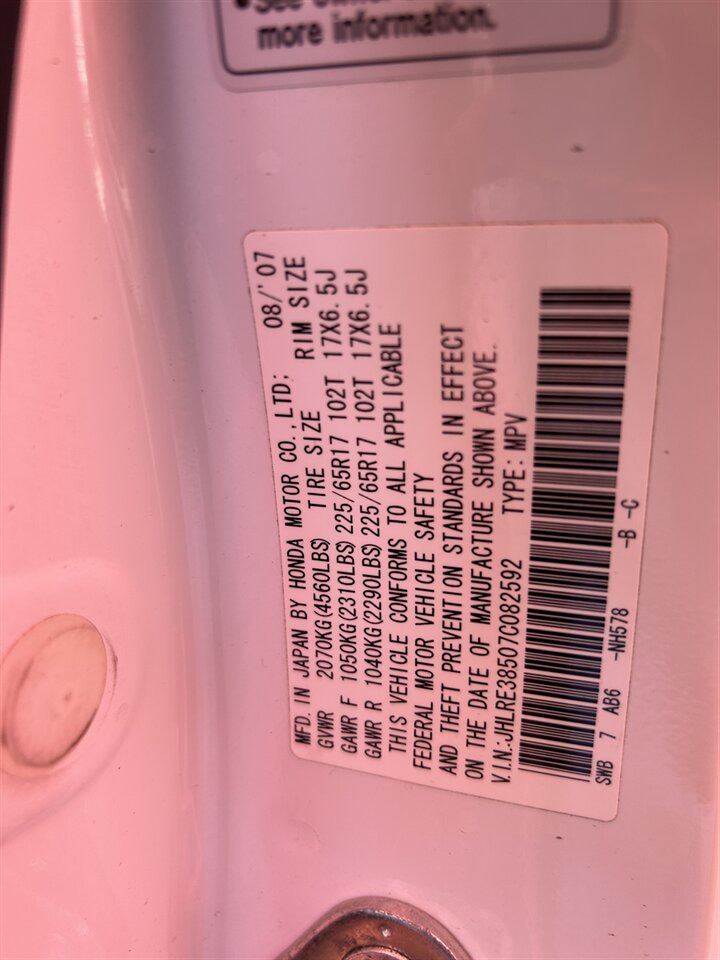 •See owner
more information.
MFD. IN JAPAN BY HONDA MOTOR CO., LTD; 08/'07
GVWR 2070KG(4560LBS) TIRE SIZE RIM SIZE
GAWR F 1050KG(2310LBS) 225/65R17 102T 17X6.5J
GAWR R 1040KG(2290LBS) 225/65R17 102T 17X6.5J
THIS VEHICLE CONFORMS TO ALL APPLICABLE
FEDERAL MOTOR VEHICLE SAFETY
AND THEFT PREVENTION STANDARDS IN EFFECT
ON THE DATE OF MANUFACTURE SHOWN ABOVE.
V.I.N.:JHLRE38507C082592 TYPE: MPV
SWB 7 AB6 -NH578 -B -C